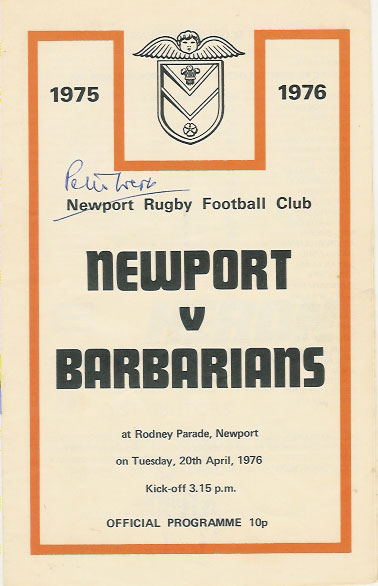 1975 1976
Newport Rugby Football Club
NEWPORT
v
BARBARIANS
at Rodney Parade, Newport
on Tuesday, 20th April, 1976
Kick-off 3.15 p.m.
OFFICIAL PROGRAMME 10p